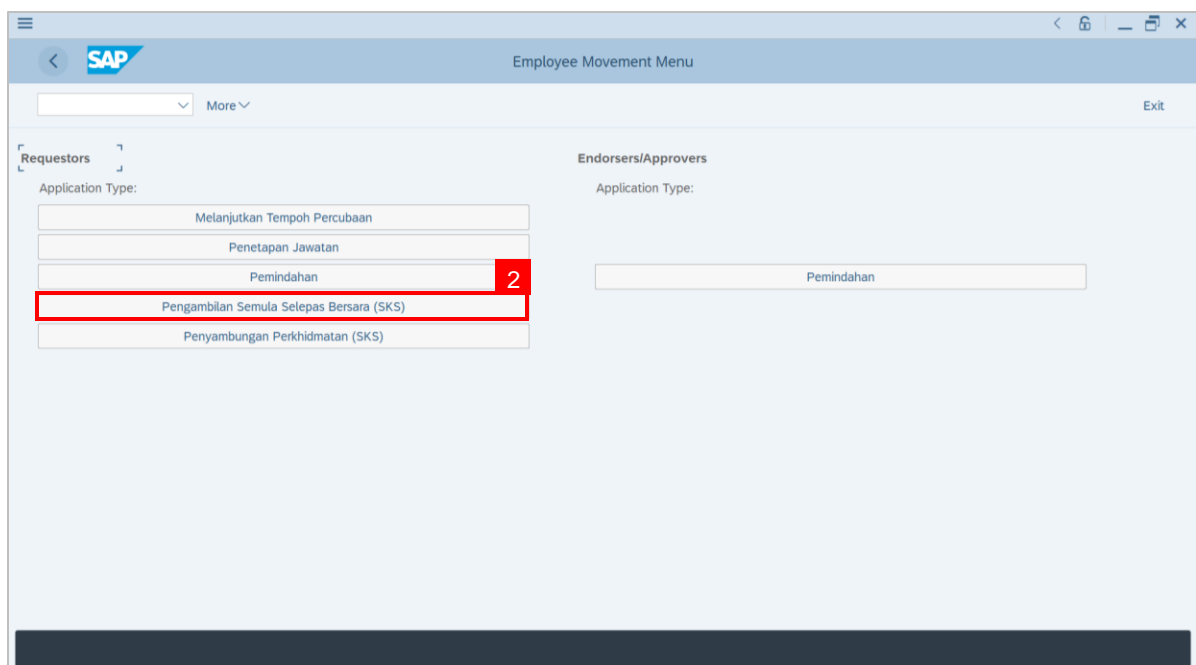 SAP
Employee Movement Menu
More
Exit
Requestors
Endorsers/Approvers
Application Type:
Application Type:
Melanjutkan Tempoh Percubaan
Penetapan Jawatan
Pemindahan
2
Pemindahan
Pengambilan Semula Selepas Bersara (SKS)
Penyambungan Perkhidmatan (SKS)